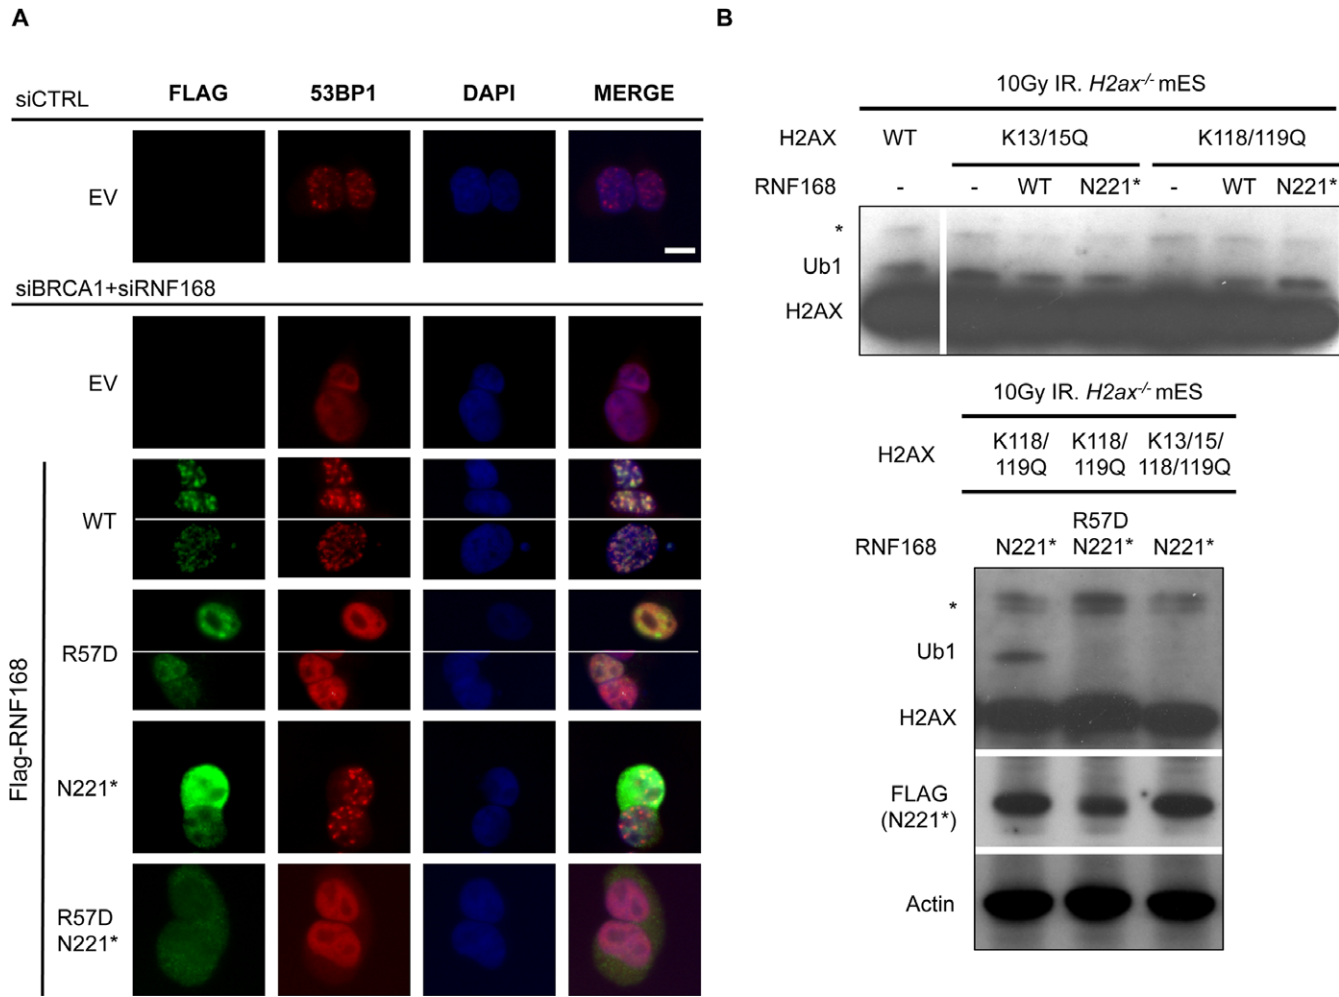 A
siCTRL FLAG 53BP1 DAPI MERGE
EV
siBRCA1+siRNF168
EV
Flag-RNF168
WT
R57D
N221*
R57D
N221*
B
10Gy IR. H2ax-/- mES
H2AX WT K13/15Q K118/119Q
RNF168 - - WT N221* - WT N221*
*
Ub1
H2AX
10Gy IR. H2ax-/- mES
H2AX K118/ K118/ K13/15/
119Q 119Q 118/119Q
R57D
RNF168 N221* N221* N221*
*
Ub1
H2AX
FLAG
(N221*)
Actin